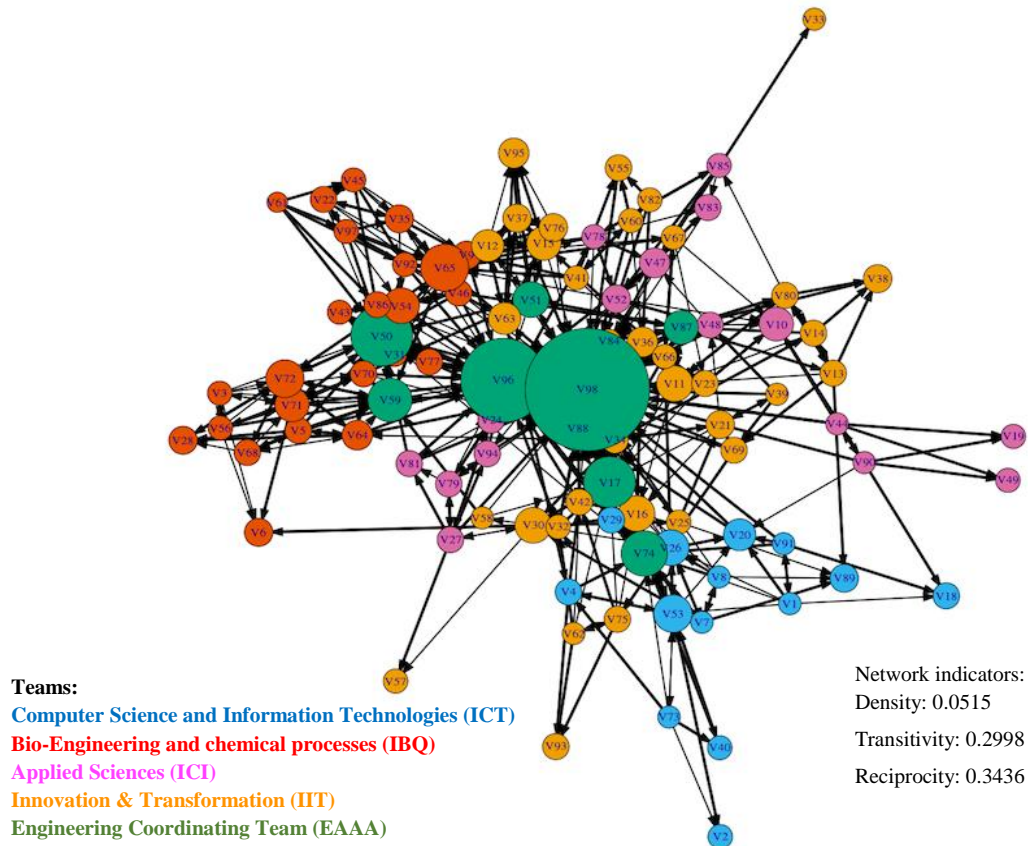 V33
V95
V55
V85
V45
V61
V22
V82
V83
V35
V37
V60
V76
V97
V78
V67
V12
V15
V47
V92
V65
V9
V41
V38
V46
V80
V52
V51
V86
V54
V43
V63
V10
V48
V87
V14
V50
V84
V36
V31
V66
V77
V70
V13
V96
V72
V11
V23
V98
V3
V39
V59
V71
V24
V44
V21
V56
V5
V88
V64
V19
V28
V34
V69
V68
V94
V81
V90
V49
V79
V17
V42
V16
V58
V29
V25
V30
V32
V6
V27
V20
V91
V26
V74
V8
V89
V4
V18
V1
V53
V75
V7
V62
V57
V73
V93
V40
V2
Teams:
Computer Science and Information Technologies (ICT)
Bio-Engineering and chemical processes (IBQ)
Applied Sciences (ICI)
Innovation & Transformation (IIT)
Engineering Coordinating Team (EAAA)
Network indicators:
Density: 0.0515
Transitivity: 0.2998
Reciprocity: 0.3436